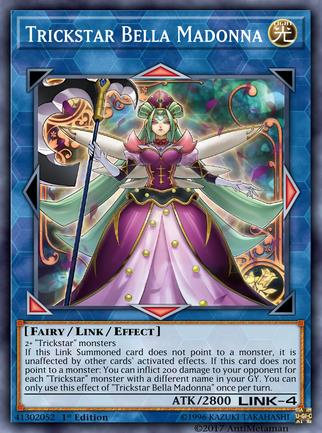 TRICKSTAR BELLA MADONNA
光
[FAIRY / LINK / EFFECT]
2+ "Trickstar" monsters
If this Link Summoned card does not point to a monster, it is
unaffected by other cards' activated effects. If this card does not
point to a monster: You can inflict 200 damage to your opponent for
each "Trickstar" monster with a different name in your GY. You can
only use this effect of "Trickstar Bella Madonna" once per turn.
ATK/2800 LINK-4
41302052 1st Edition ©1996 KAZUKI TAKAHASHI
©2017 AntiMetaman